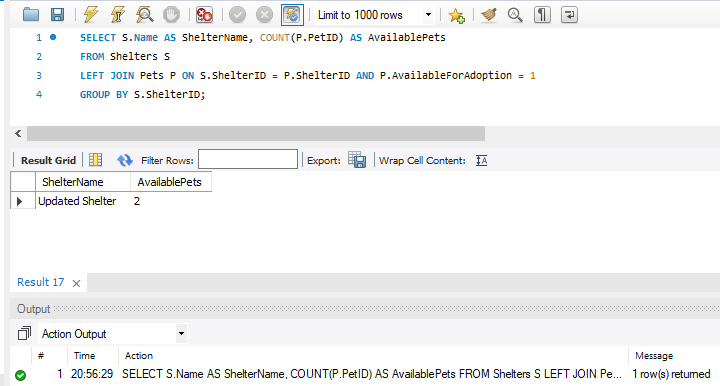 Limit to 1000 rows
1 SELECT S.Name AS ShelterName, COUNT(P.PetID) AS AvailablePets
2 FROM Shelters S
3 LEFT JOIN Pets P ON S.ShelterID = P.ShelterID AND P.AvailableForAdoption = 1
4 GROUP BY S.ShelterID;
Result Grid Filter Rows: Export: Wrap Cell Content:
ShelterName AvailablePets
Updated Shelter 2
Result 17
Output
Action Output
# Time Action Message
1 20:56:29 SELECT S.Name AS ShelterName, COUNT(P.PetID) AS AvailablePets FROM Shelters S LEFT JOIN Pe... 1 row(s) returned